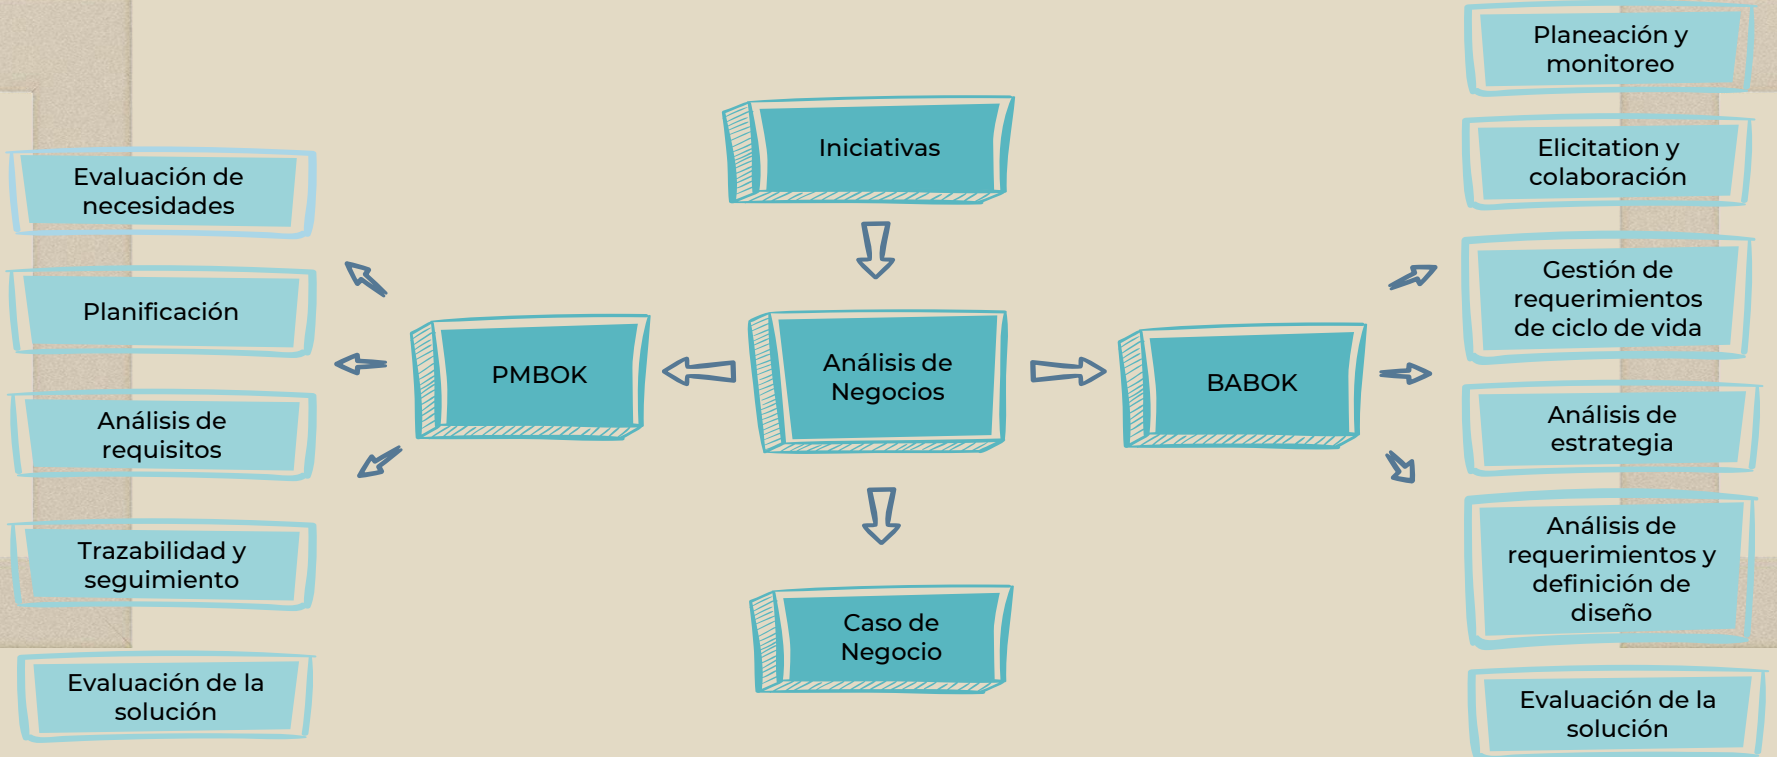 Iniciativas
Análisis de
Negocios
Caso de
Negocio
PMBOK
Evaluación de
necesidades
Planificación
Análisis de
requisitos
Trazabilidad y
seguimiento
Evaluación de la
solución
BABOK
Planeación y
monitoreo
Elicitation y
colaboración
Gestión de
requerimientos
de ciclo de vida
Análisis de
estrategia
Análisis de
requerimientos y
definición de
diseño
Evaluación de la
solución